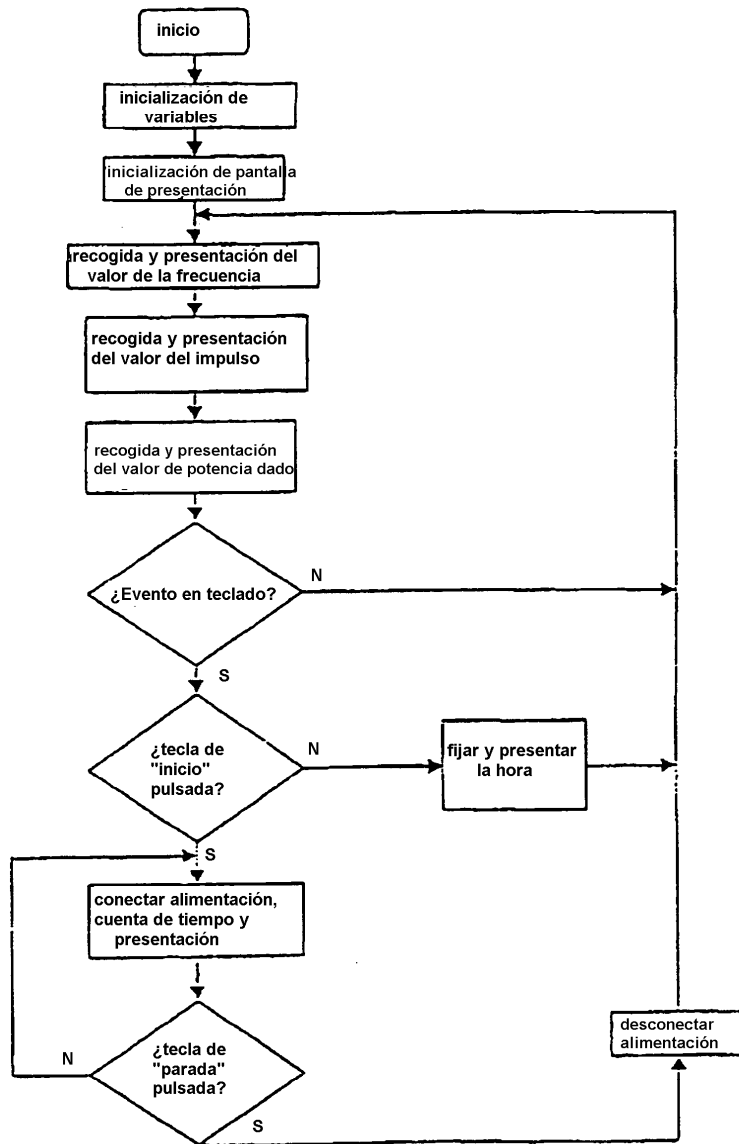 inicio
inicialización de
variables
inicialización de pantalla
de presentación
recogida y presentación del
valor de la frecuencia
recogida y presentación
del valor del impulso
recogida y presentación
del valor de potencia dado
¿Evento en teclado?
N
S
¿tecla de
"inicio"
pulsada?
N
fijar y presentar
la hora
S
conectar alimentación,
cuenta de tiempo y
presentación
¿tecla de
"parada"
pulsada?
N
S
desconectar
alimentación